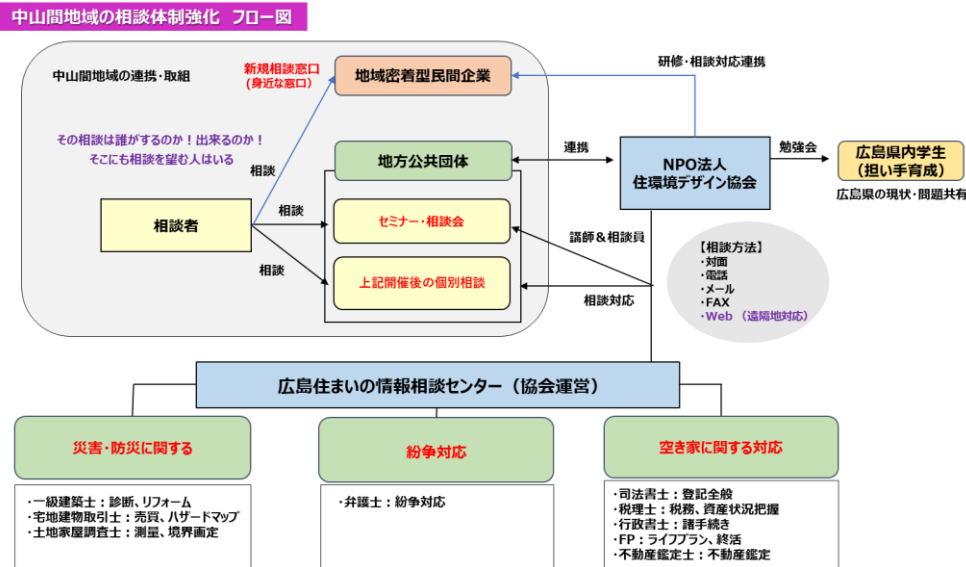 中山間地域の相談体制強化 フロー図
中山間地域の連携・取組
新規相談窓口
(身近な窓口)
地域密着型民間企業
研修・相談対応連携
その相談は誰がするのか！出来るのか！
そこにも相談を望む人はいる
相談
地方公共団体
連携
NPO法人
住環境デザイン協会
勉強会
広島県内学生
（担い手育成）
広島県の現状・問題共有
相談者
相談
セミナー・相談会
相談
上記開催後の個別相談
講師＆相談員
相談対応
【相談方法】
・対面
・電話
・メール
・FAX
・Web （遠隔地対応）
広島住まいの情報相談センター（協会運営）
災害・防災に関する
・一級建築士：診断、リフォーム
・宅地建物取引士：売買、ハザードマップ
・土地家屋調査士：測量、境界画定
紛争対応
・弁護士：紛争対応
空き家に関する対応
・司法書士：登記全般
・税理士：税務、資産状況把握
・行政書士：諸手続き
・FP：ライフプラン、終活
・不動産鑑定士：不動産鑑定